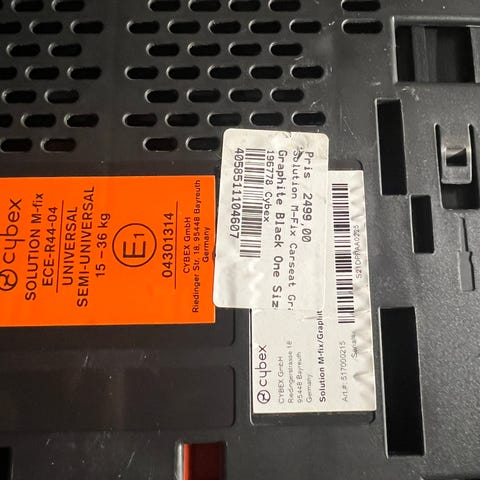 cybex
SOLUTION M-fix
ECE-R44-04
UNIVERSAL
SEMI-UNIVERSAL
15 - 36 kg
E1
04301314
CYBEX GmbH
Riedinger Str. 18, 95448 Bayreuth
Germany
Pris 2499,00
Solution M-Fix Carseat Gr
Graphite Black One Siz
196778 Cybex
4058511104607
cybex
CYBEX GmbH
Riedingerstrasse 18
95448 Bayreuth
Germany
Solution M-fix/Graphit
Art.#: 517000215